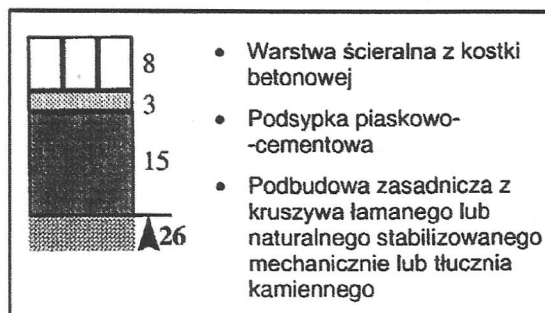 8
3
15
26
• Warstwa ścieralna z kostki
betonowej
• Podsypka piaskowo-
-cementowa
• Podbudowa zasadnicza z
kruszywa łamanego lub
naturalnego stabilizowanego
mechanicznie lub tłucznia
kamiennego